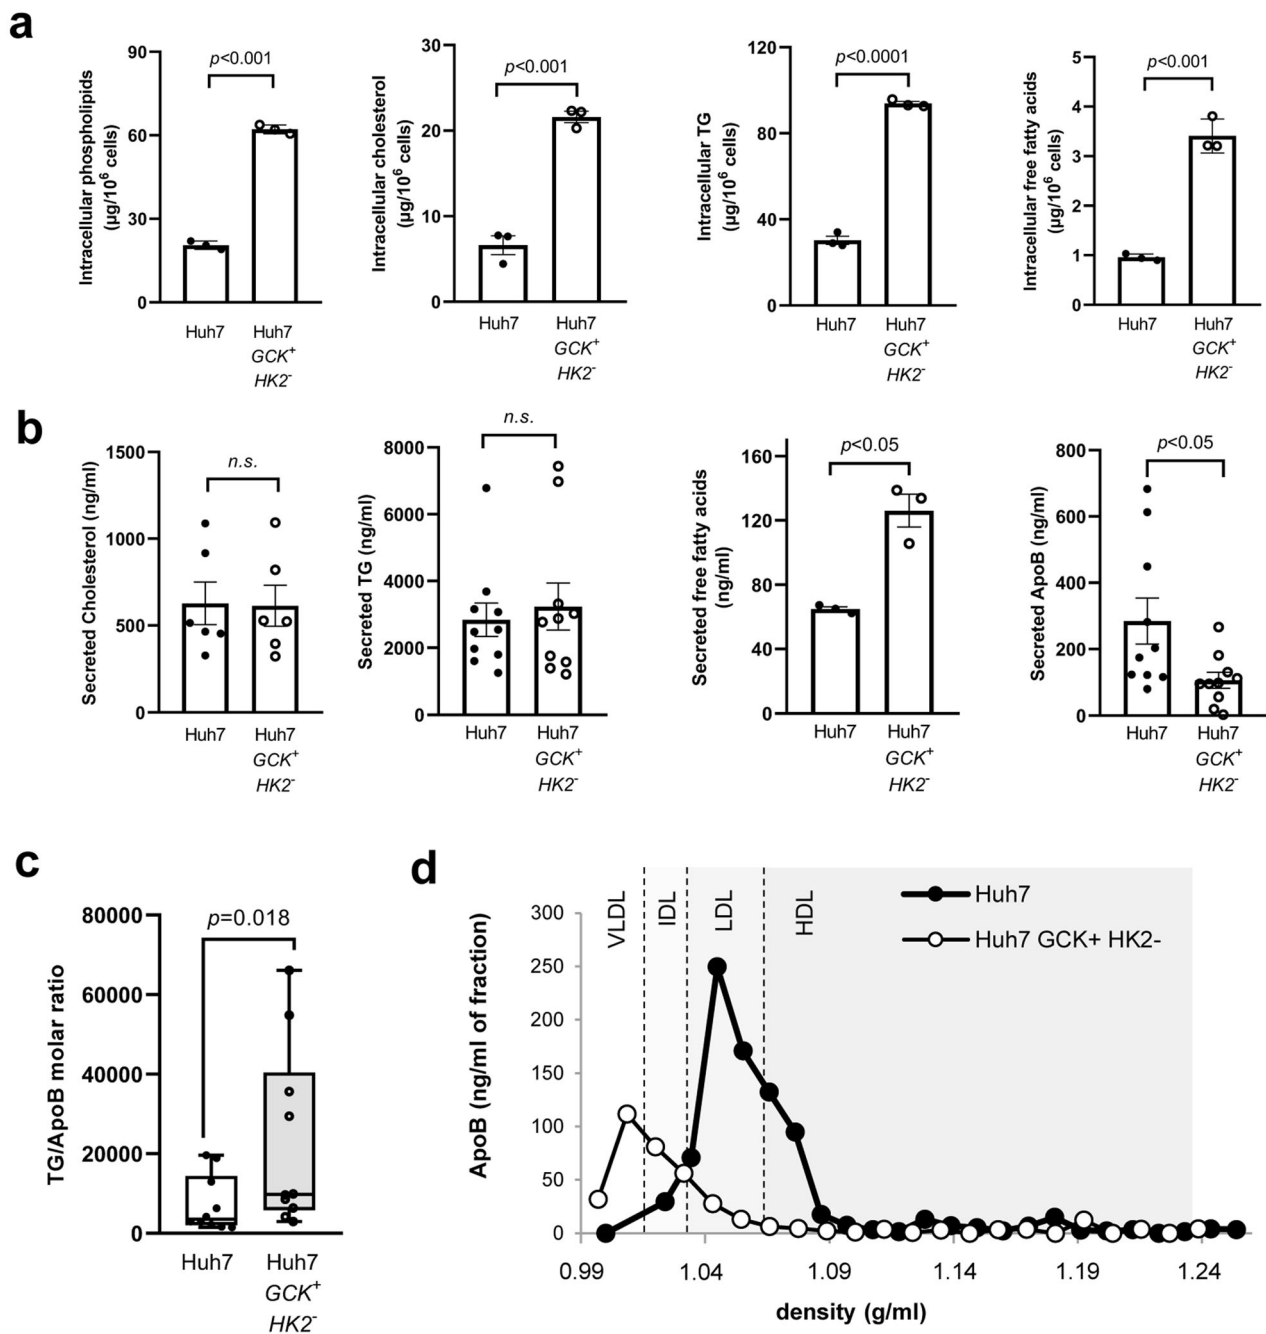 a
Intracellular phospholipids
(µg/10⁶ cells)
90
60
30
0
p<0.001
Huh7
Huh7
GCK⁺
HK2⁻
Intracellular cholesterol
(µg/10⁶ cells)
30
20
10
0
p<0.001
Huh7
Huh7
GCK⁺
HK2⁻
Intracellular TG
(µg/10⁶ cells)
120
80
40
0
p<0.0001
Huh7
Huh7
GCK⁺
HK2⁻
Intracellular free fatty acids
(µg/10⁶ cells)
5
4
3
2
1
0
p<0.001
Huh7
Huh7
GCK⁺
HK2⁻
b
Secreted Cholesterol (ng/ml)
1500
1000
500
0
n.s.
Huh7
Huh7
GCK⁺
HK2⁻
Secreted TG (ng/ml)
8000
6000
4000
2000
0
n.s.
Huh7
Huh7
GCK⁺
HK2⁻
Secreted free fatty acids
(ng/ml)
160
120
80
40
0
p<0.05
Huh7
Huh7
GCK⁺
HK2⁻
Secreted ApoB (ng/ml)
800
600
400
200
0
p<0.05
Huh7
Huh7
GCK⁺
HK2⁻
c
TG/ApoB molar ratio
80000
60000
40000
20000
0
p=0.018
Huh7
Huh7
GCK⁺
HK2⁻
d
ApoB (ng/ml of fraction)
300
250
200
150
100
50
0
VLDL
IDL
LDL
HDL
Huh7
Huh7 GCK+ HK2-
0.99
1.04
1.09
1.14
1.19
1.24
density (g/ml)